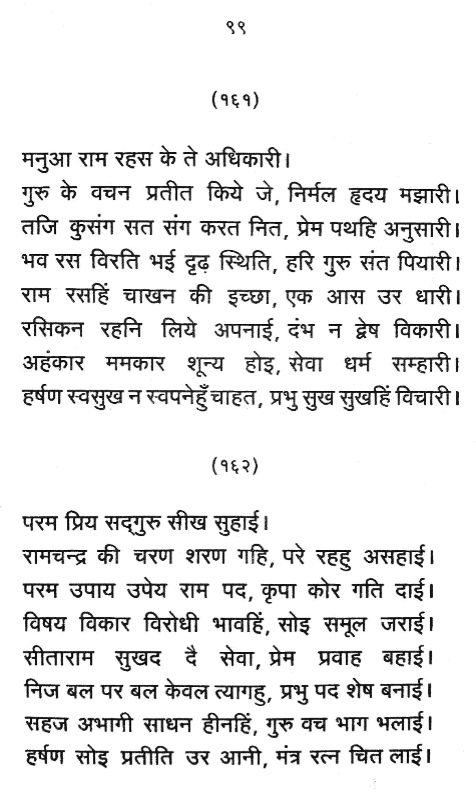 ९९
(१६१)
मनुआ राम रहस के ते अधिकारी।
गुरु के वचन प्रतीत किये जे, निर्मल हृदय मझारी।
तजि कुसंग सत संग करत नित, प्रेम पथहि अनुसारी।
भव रस विरति भई दृढ़ स्थिति, हरि गुरु संत पियारी।
राम रसहिं चाखन की इच्छा, एक आस उर धारी।
रसिकन रहनि लिये अपनाई, दंभ न द्वेष विकारी।
अहंकार ममकार शून्य होइ, सेवा धर्म सम्हारी।
हर्षण स्वसुख न स्वपनेहुँ चाहत, प्रभु सुख सुखहिं विचारी।
(१६२)
परम प्रिय सद्गुरु सीख सुहाई।
रामचन्द्र की चरण शरण गहि, परे रहहु असहाई।
परम उपाय उपेय राम पद, कृपा कोर गति दाई।
विषय विकार विरोधी भावहिं, सोइ समूल जराई।
सीताराम सुखद दै सेवा, प्रेम प्रवाह बहाई।
निज बल पर बल केवल त्यागहु, प्रभु पद शेष बनाई।
सहज अभागी साधन हीनहिं, गुरु वच भाग भलाई।
हर्षण सोइ प्रतीति उर आनी, मंत्र रत्न चित लाई।